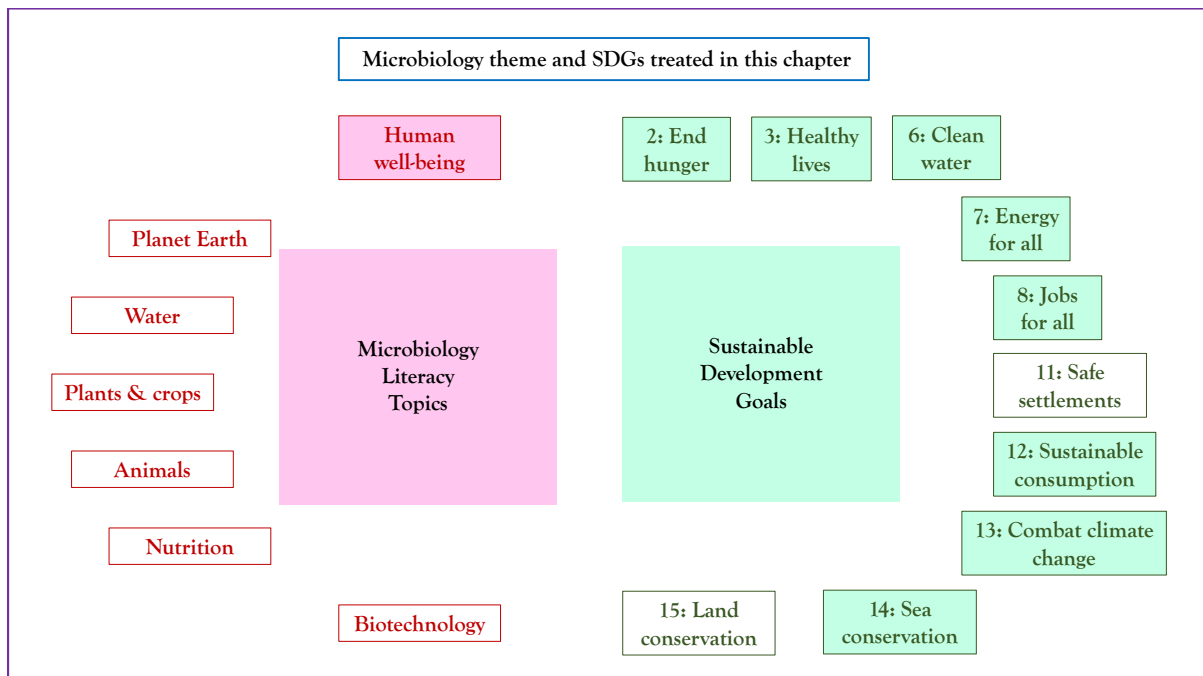 Microbiology theme and SDGs treated in this chapter
Human
well-being
2: End
hunger
3: Healthy
lives
6: Clean
water
Planet Earth
Water
Plants & crops
Animals
Nutrition
Biotechnology
Microbiology
Literacy
Topics
Sustainable
Development
Goals
7: Energy
for all
8: Jobs
for all
11: Safe
settlements
12: Sustainable
consumption
13: Combat climate
change
14: Sea
conservation
15: Land
conservation